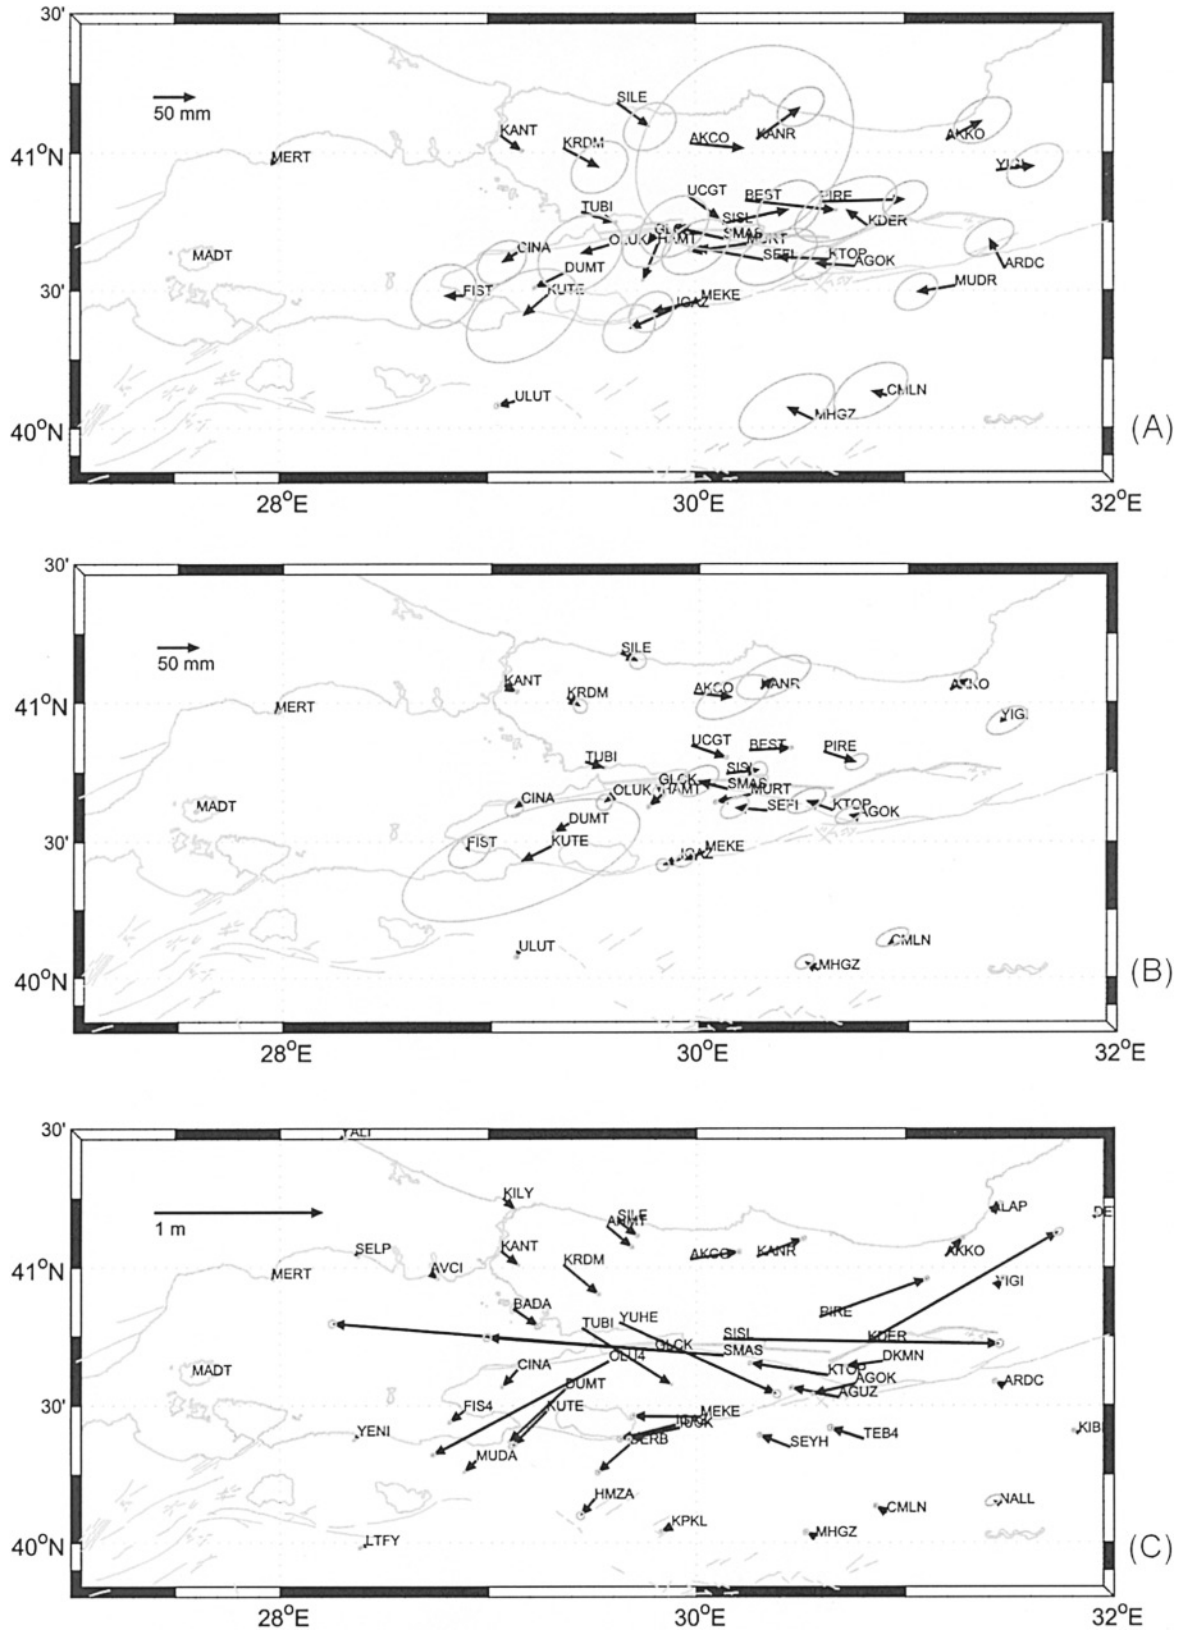 30'
50 mm
SILE
KANT
KRDM
AKCO
KANR
AKKO
MERT
41°N
YIGI
UCGT
BEST
PIRE
TUBI
SISL
KDER
SMAS
OLUK
HAMT
MURT
CINA
SEFI
KTOP
AGOK
MADT
DUMT
ARDC
30'
FIST
KUTE
MEKE
MUDR
IGAZ
ULUT
CMLN
MHGZ
40°N
(A)
28°E
30°E
32°E
30'
50 mm
SILE
KANT
KRDM
AKCO
KANR
AKKO
41°N
MERT
YIGI
UCGT
BEST
PIRE
TUBI
SISL
GLCK
SMAS
OLUK
HAMT
MURT
CINA
SEFI
KTOP
AGOK
MADT
DUMT
30'
FIST
KUTE
MEKE
IGAZ
ULUT
CMLN
MHGZ
40°N
(B)
28°E
30°E
32°E
30'
YALI
1 m
KILY
SILE
ALAP
SELP
KANT
KRDM
AKCO
KANR
AKKO
41°N
MERT
AVCI
YIGI
BADA
TUBI
YUHE
PIRE
SISL
KDER
GLCK
SMAS
DKMN
OLU4
KTOP
CINA
MADT
DUMT
AGOK
ARDC
AGUZ
30'
FIS4
KUTE
MEKE
YENI
SEYH
TEB4
KIBI
MUDA
HMZA
NALL
KPKL
CMLN
MHGZ
LTFY
40°N
(C)
28°E
30°E
32°E